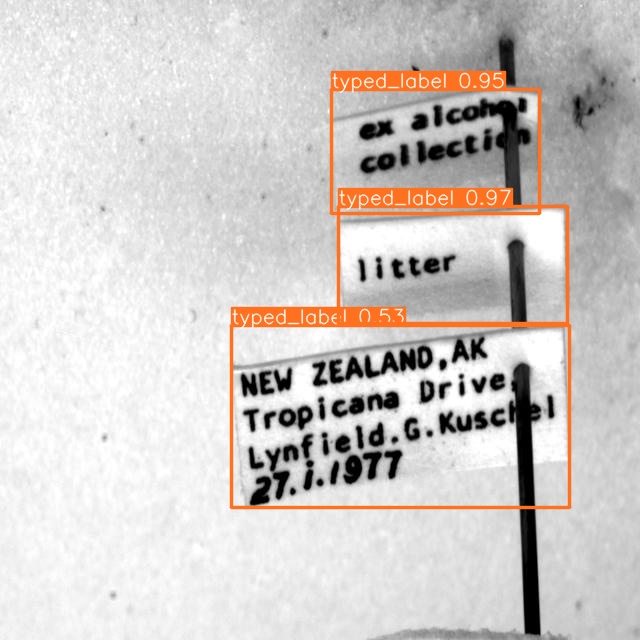 typed_label 0.95
ex alcohol
collection
typed_label 0.97
litter
typed_label 0.53
NEW ZEALAND,AK
Tropicana Drive,
Lynfield.G.Kuschel
27.i.1977